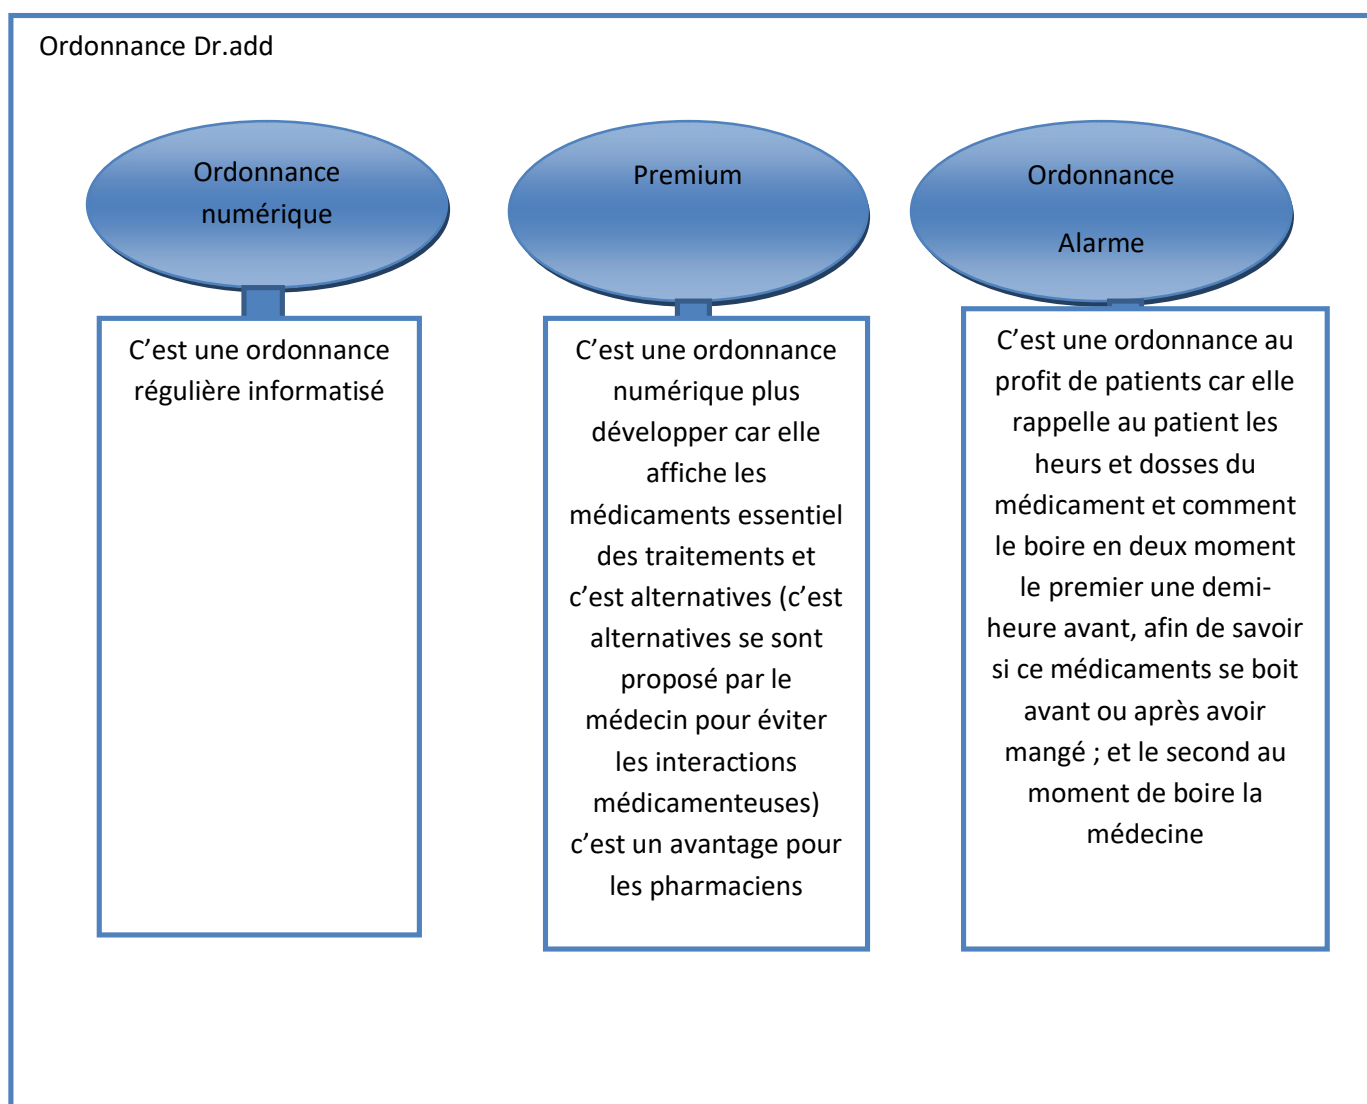 Ordonnance Dr.add
Ordonnance
numérique
C’est une ordonnance
régulière informatisé
Premium
C’est une ordonnance
numérique plus
développer car elle
affiche les
médicaments essentiel
des traitements et
c’est alternatives (c’est
alternatives se sont
proposé par le
médecin pour éviter
les interactions
médicamenteuses)
c’est un avantage pour
les pharmaciens
Ordonnance
Alarme
C’est une ordonnance au
profit de patients car elle
rappelle au patient les
heurs et dosses du
médicament et comment
le boire en deux moment
le premier une demi-
heure avant, afin de savoir
si ce médicaments se boit
avant ou après avoir
mangé ; et le second au
moment de boire la
médecine